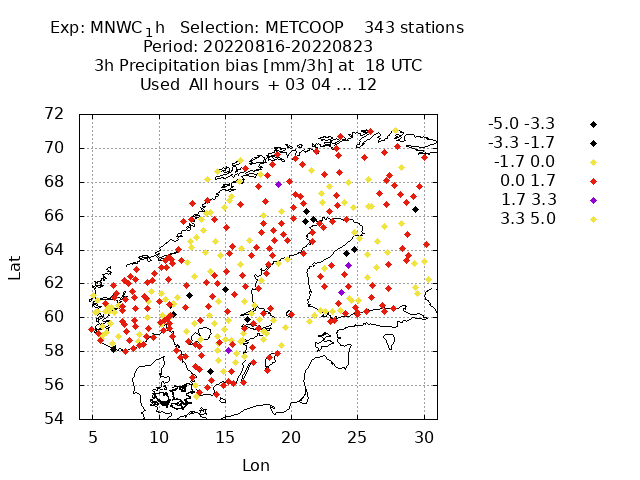 Exp: MNWC_1h   Selection: METCOOP    343 stations
Period: 20220816-20220823
3h Precipitation bias [mm/3h] at  18 UTC
Used  All hours  + 03 04 ... 12
72
70
68
66
64
62
60
58
56
54
5 10 15 20 25 30
Lat
Lon
-5.0 -3.3
-3.3 -1.7
-1.7 0.0
0.0 1.7
1.7 3.3
3.3 5.0